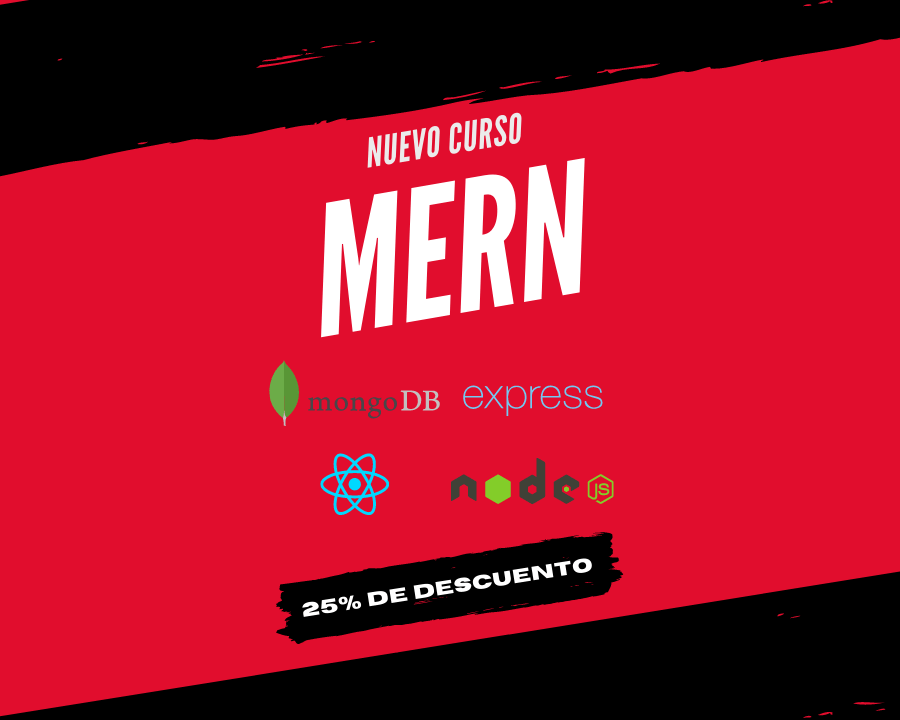 NUEVO CURSO
MERN
mongoDB express
node JS
25% DE DESCUENTO